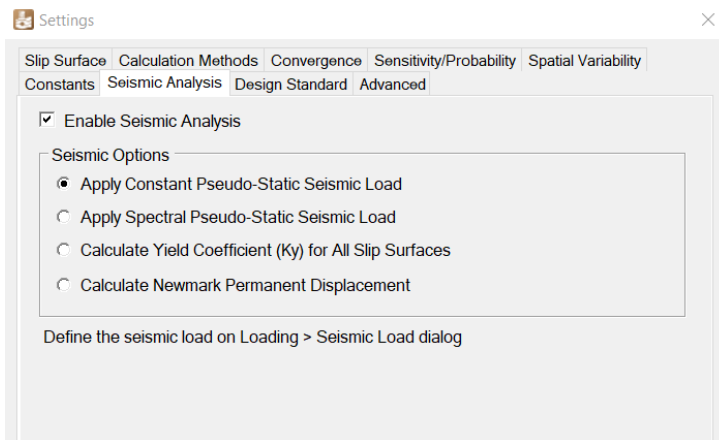 Settings
Slip Surface Calculation Methods Convergence Sensitivity/Probability Spatial Variability
Constants Seismic Analysis Design Standard Advanced
Enable Seismic Analysis
Seismic Options
Apply Constant Pseudo-Static Seismic Load
Apply Spectral Pseudo-Static Seismic Load
Calculate Yield Coefficient (Ky) for All Slip Surfaces
Calculate Newmark Permanent Displacement
Define the seismic load on Loading > Seismic Load dialog